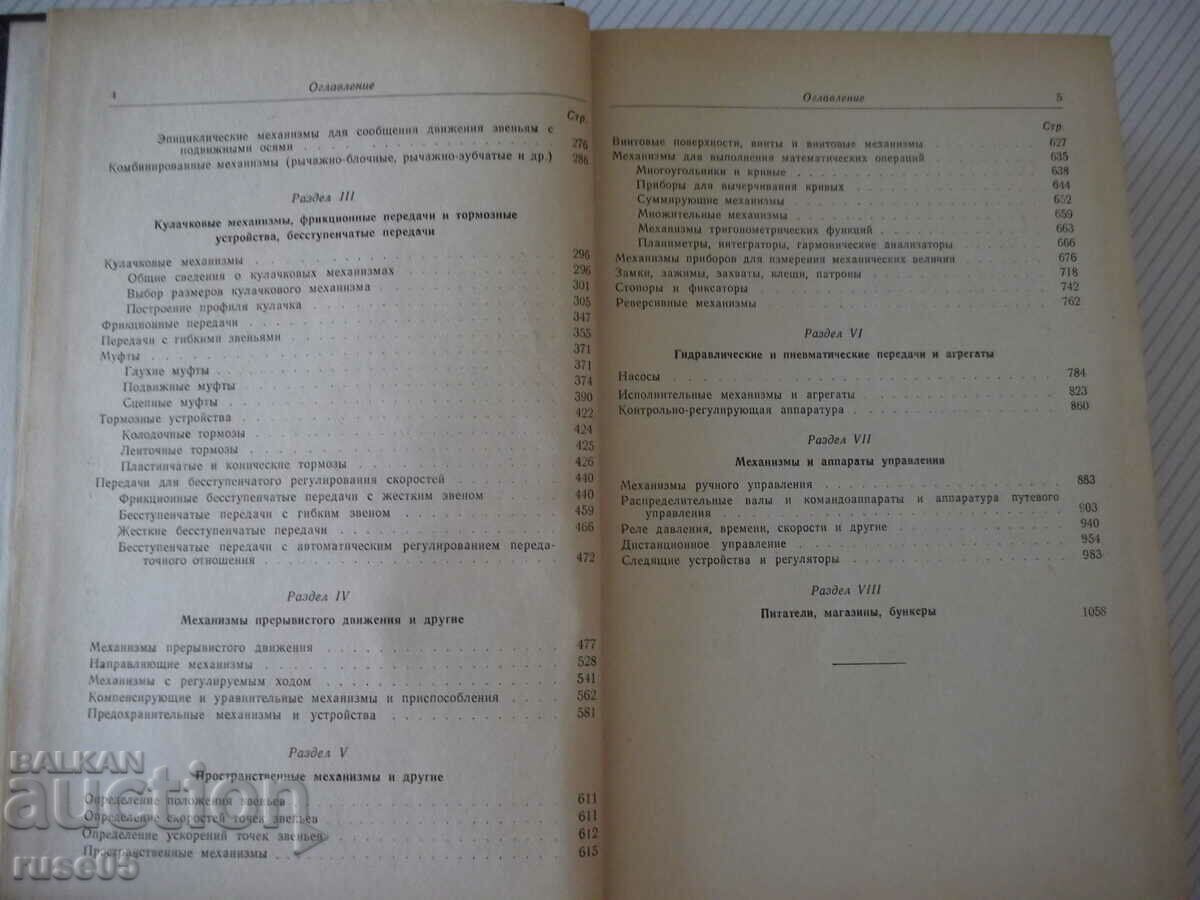 4 Оглавление
Стр.
Эпициклические механизмы для сообщения движения звеньям с
подвижными осями 276
Комбинированные механизмы (рычажно-блочные, рычажно-зубчатые и др.) 286
Раздел III
Кулачковые механизмы, фрикционные передачи и тормозные
устройства, бесступенчатые передачи
Кулачковые механизмы 296
Общие сведения о кулачковых механизмах 296
Выбор размеров кулачкового механизма 301
Построение профиля кулачка 305
Фрикционные передачи 347
Передачи с гибкими звеньями 355
Муфты 371
Глухие муфты 371
Подвижные муфты 374
Сцепные муфты 390
Тормозные устройства 422
Колодочные тормозы 424
Ленточные тормозы 425
Пластинчатые и конические тормозы 426
Передачи для бесступенчатого регулирования скоростей 440
Фрикционные бесступенчатые передачи с жестким звеном 440
Бесступенчатые передачи с гибким звеном 459
Жесткие бесступенчатые передачи 466
Бесступенчатые передачи с автоматическим регулированием переда-
точного отношения 472
Раздел IV
Механизмы прерывистого движения и другие
Механизмы прерывистого движения 477
Направляющие механизмы 528
Механизмы с регулируемым ходом 541
Компенсирующие и уравнительные механизмы и приспособления 562
Предохранительные механизмы и устройства 581
Раздел V
Пространственные механизмы и другие
Определение положения звеньев 611
Определение скоростей точек звеньев 611
Определение ускорений точек звеньев 612
Пространственные механизмы 615
Оглавление 5
Стр.
Винтовые поверхности, винты и винтовые механизмы 627
Механизмы для выполнения математических операций 635
Многоугольники и кривые 638
Приборы для вычерчивания кривых 644
Суммирующие механизмы 652
Множительные механизмы 659
Механизмы тригонометрических функций 663
Планиметры, интеграторы, гармонические анализаторы 666
Механизмы приборов для измерения механических величин 676
Замки, зажимы, захваты, клещи, патроны 718
Стопоры и фиксаторы 742
Реверсивные механизмы 762
Раздел VI
Гидравлические и пневматические передачи и агрегаты
Насосы 784
Исполнительные механизмы и агрегаты 823
Контрольно-регулирующая аппаратура 860
Раздел VII
Механизмы и аппараты управления
Механизмы ручного управления 883
Распределительные валы и командоаппараты и аппаратура путевого
управления 903
Реле давления, времени, скорости и другие 940
Дистанционное управление 954
Следящие устройства и регуляторы 983
Раздел VIII
Питатели, магазины, бункеры 1058
BALKAN
auction
ruse05